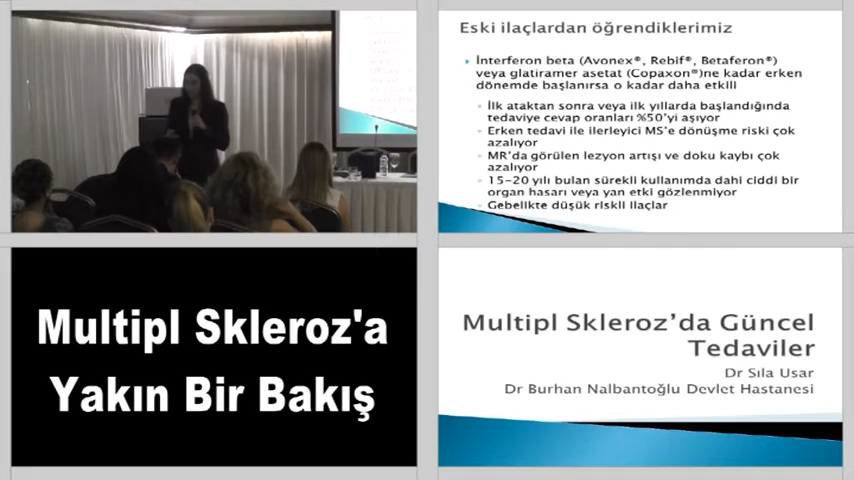 Eski ilaçlardan öğrendiklerimiz
İnterferon beta (Avonex®, Rebif®, Betaferon®)
veya glatiramer asetat (Copaxon®)ne kadar erken
dönemde başlanırsa o kadar daha etkili
İlk ataktan sonra veya ilk yıllarda başlandığında
tedaviye cevap oranları %50'yi aşıyor
Erken tedavi ile ilerleyici MS'e dönüşme riski çok
azalıyor
MR'da görülen lezyon artışı ve doku kaybı çok
azalıyor
15-20 yılı bulan sürekli kullanımda dahi ciddi bir
organ hasarı veya yan etki gözlenmiyor
Gebelikte düşük riskli ilaçlar
Multipl Skleroz'a
Yakın Bir Bakış
Multipl Skleroz'da Güncel
Tedaviler
Dr Sıla Usar
Dr Burhan Nalbantoğlu Devlet Hastanesi